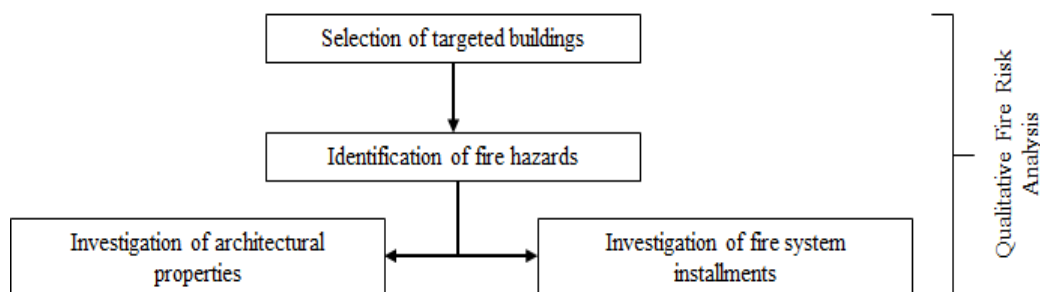 Selection of targeted buildings
Identification of fire hazards
Investigation of architectural
properties
Investigation of fire system
installments
Qualitative Fire Risk
Analysis